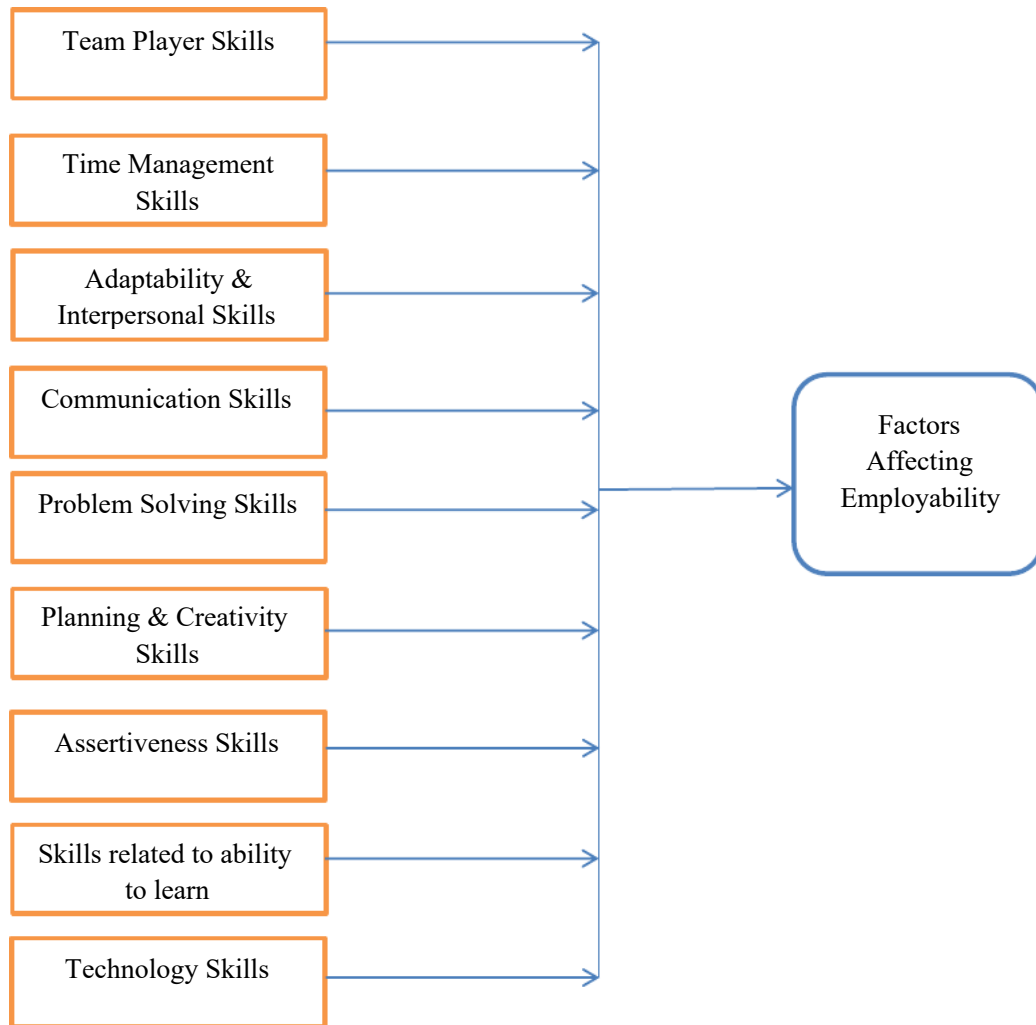 Team Player Skills
Time Management
Skills
Adaptability &
Interpersonal Skills
Communication Skills
Problem Solving Skills
Planning & Creativity
Skills
Assertiveness Skills
Skills related to ability
to learn
Technology Skills
Factors
Affecting
Employability